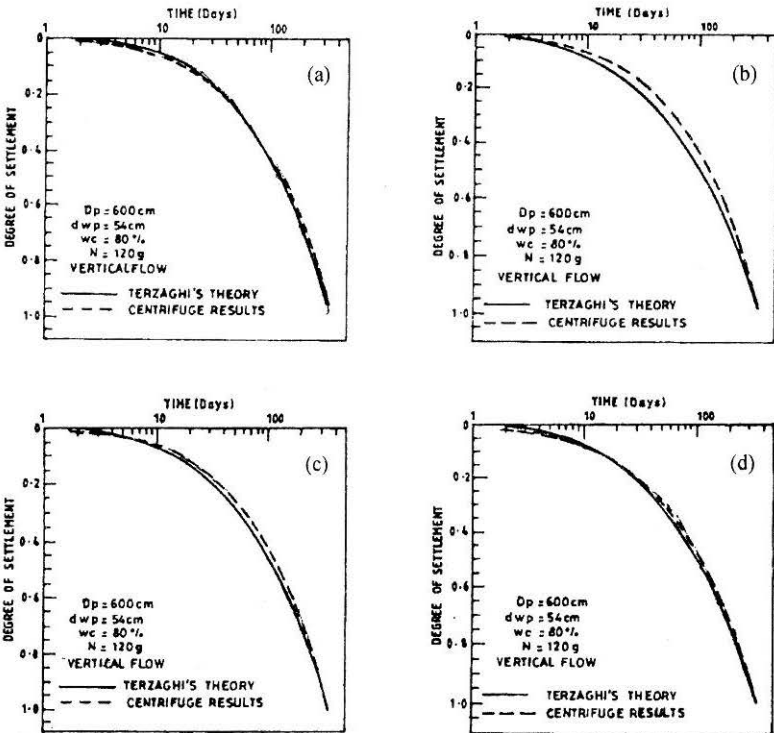 TIME (Days)
1 10 100
0
0·2
0·4
0·6
0·8
1·0
DEGREE OF SETTLEMENT
(a)
Dp = 600cm
dwp = 54cm
wc = 80%
N = 120g
VERTICAL FLOW
TERZAGHI'S THEORY
CENTRIFUGE RESULTS
TIME (Days)
1 10 100
0
0·2
0·4
0·6
0·8
1·0
DEGREE OF SETTLEMENT
(b)
Dp = 600cm
dwp = 54cm
wc = 80%
N = 120g
VERTICAL FLOW
TERZAGHI'S THEORY
CENTRIFUGE RESULTS
TIME (Days)
1 10 100
0
0·2
0·4
0·6
0·8
1·0
DEGREE OF SETTLEMENT
(c)
Dp = 600cm
dwp = 54cm
wc = 80%
N = 120g
VERTICAL FLOW
TERZAGHI'S THEORY
CENTRIFUGE RESULTS
TIME (Days)
1 10 100
0
0·2
0·4
0·6
0·8
1·0
DEGREE OF SETTLEMENT
(d)
Dp = 600cm
dwp = 54cm
wc = 80%
N = 120g
VERTICAL FLOW
TERZAGHI'S THEORY
CENTRIFUGE RESULTS